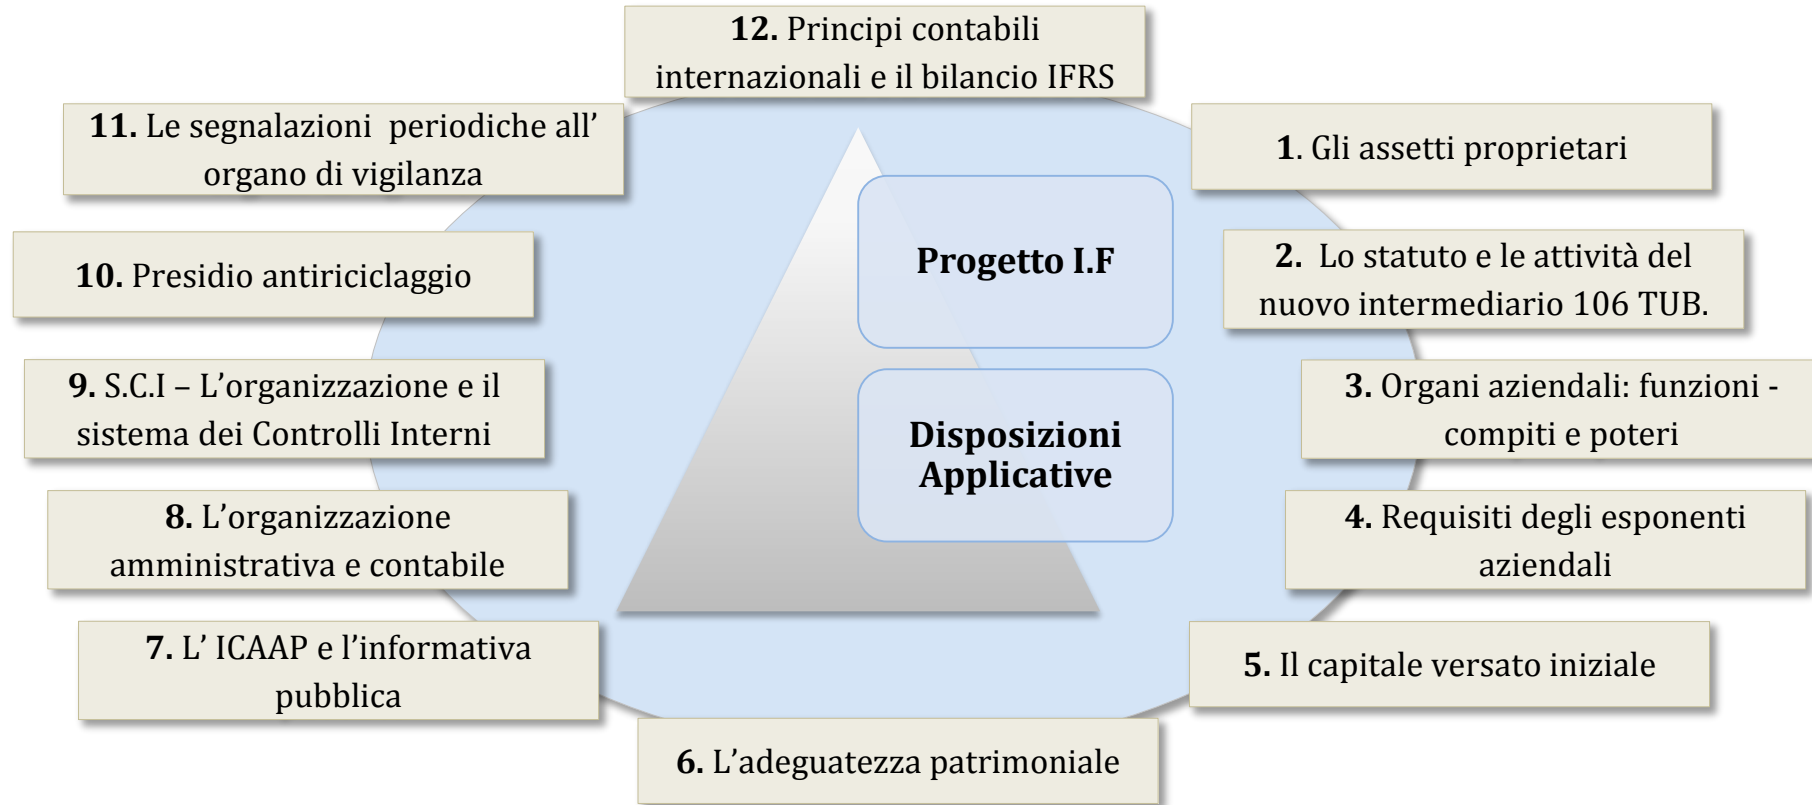 12. Principi contabili
internazionali e il bilancio IFRS
11. Le segnalazioni  periodiche all’
organo di vigilanza
1. Gli assetti proprietari
Progetto I.F
2.  Lo statuto e le attività del
nuovo intermediario 106 TUB.
10. Presidio antiriciclaggio
9. S.C.I – L’organizzazione e il
sistema dei Controlli Interni
3. Organi aziendali: funzioni -
compiti e poteri
Disposizioni
Applicative
8. L’organizzazione
amministrativa e contabile
4. Requisiti degli esponenti
aziendali
7. L’ ICAAP e l’informativa
pubblica
5. Il capitale versato iniziale
6. L’adeguatezza patrimoniale